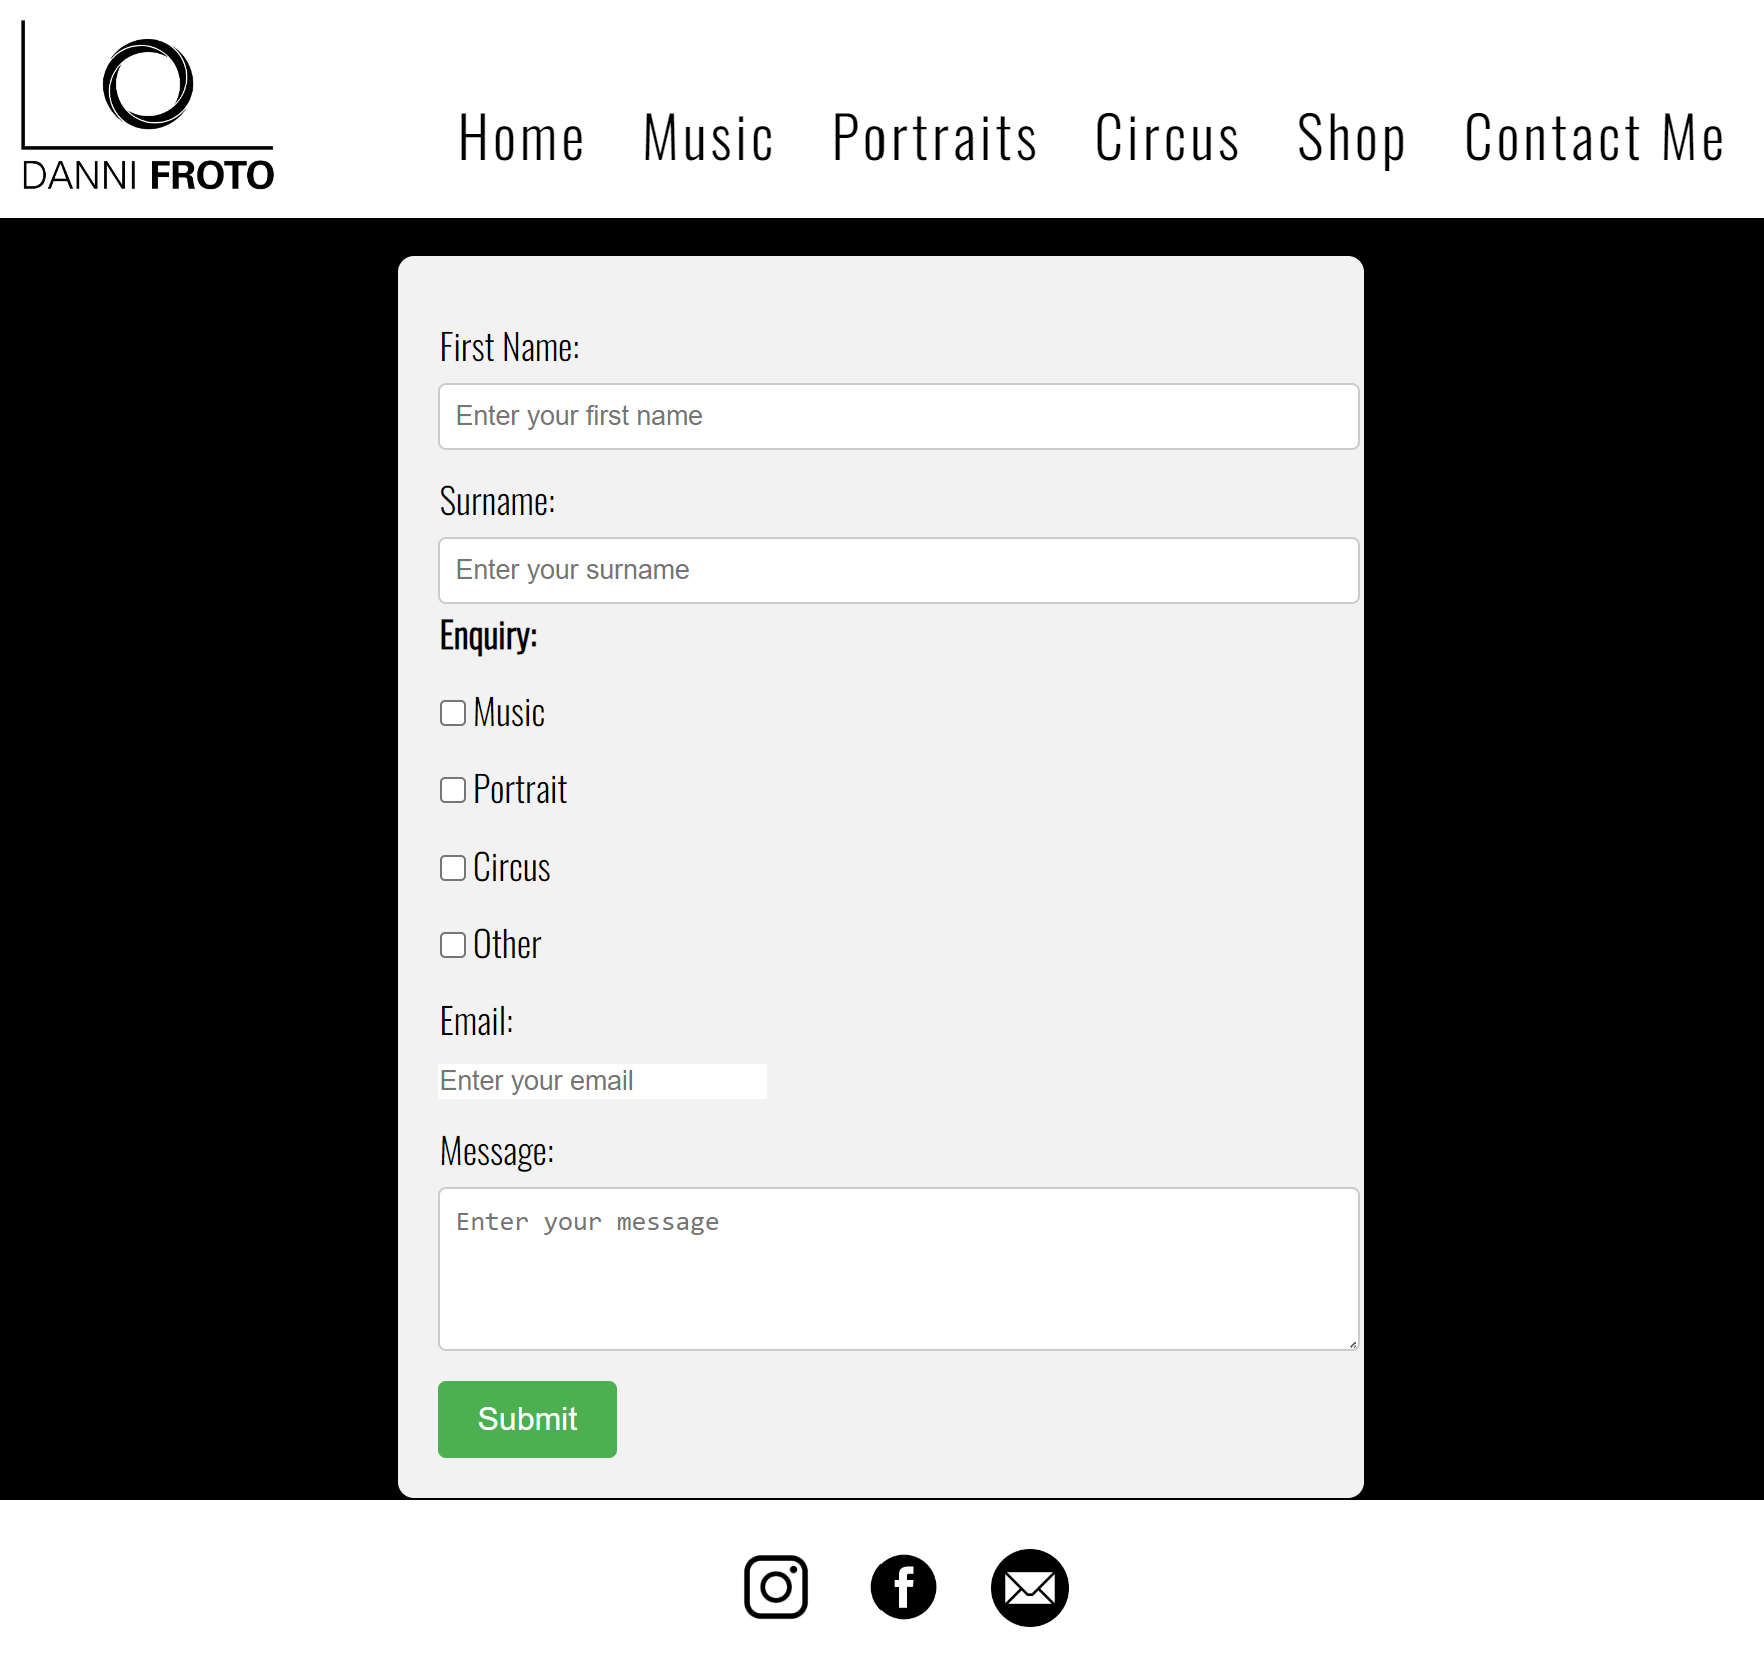 DANNI FROTO
Home Music Portraits Circus Shop Contact Me
First Name:
Enter your first name
Surname:
Enter your surname
Enquiry:
Music
Portrait
Circus
Other
Email:
Enter your email
Message:
Enter your message
Submit